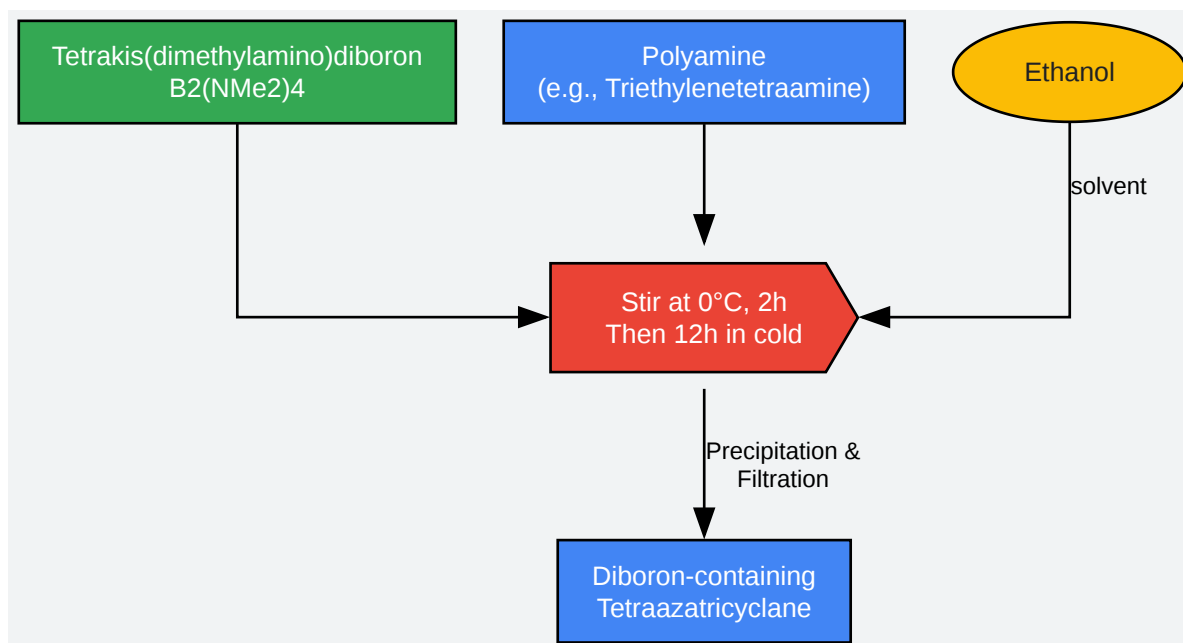 Tetrakis(dimethylamino)diboron
B2(NMe2)4
Polyamine
(e.g., Triethylenetetraamine)
Ethanol
solvent
Stir at 0°C, 2h
Then 12h in cold
Precipitation &
Filtration
Diboron-containing
Tetraazatricyclane